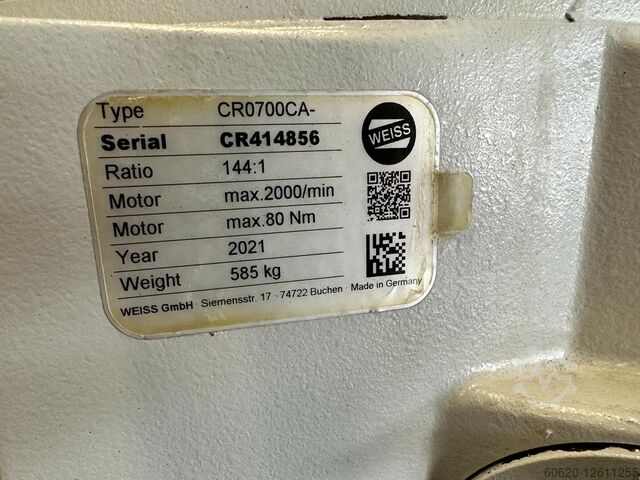 Type CR0700CA-
Serial CR414856
Ratio 144:1
Motor max.2000/min
Motor max.80 Nm
Year 2021
Weight 585 kg
WEISS
WEISS GmbH · Siemensstr. 17 · 74722 Buchen · Made in Germany
60620-12611255